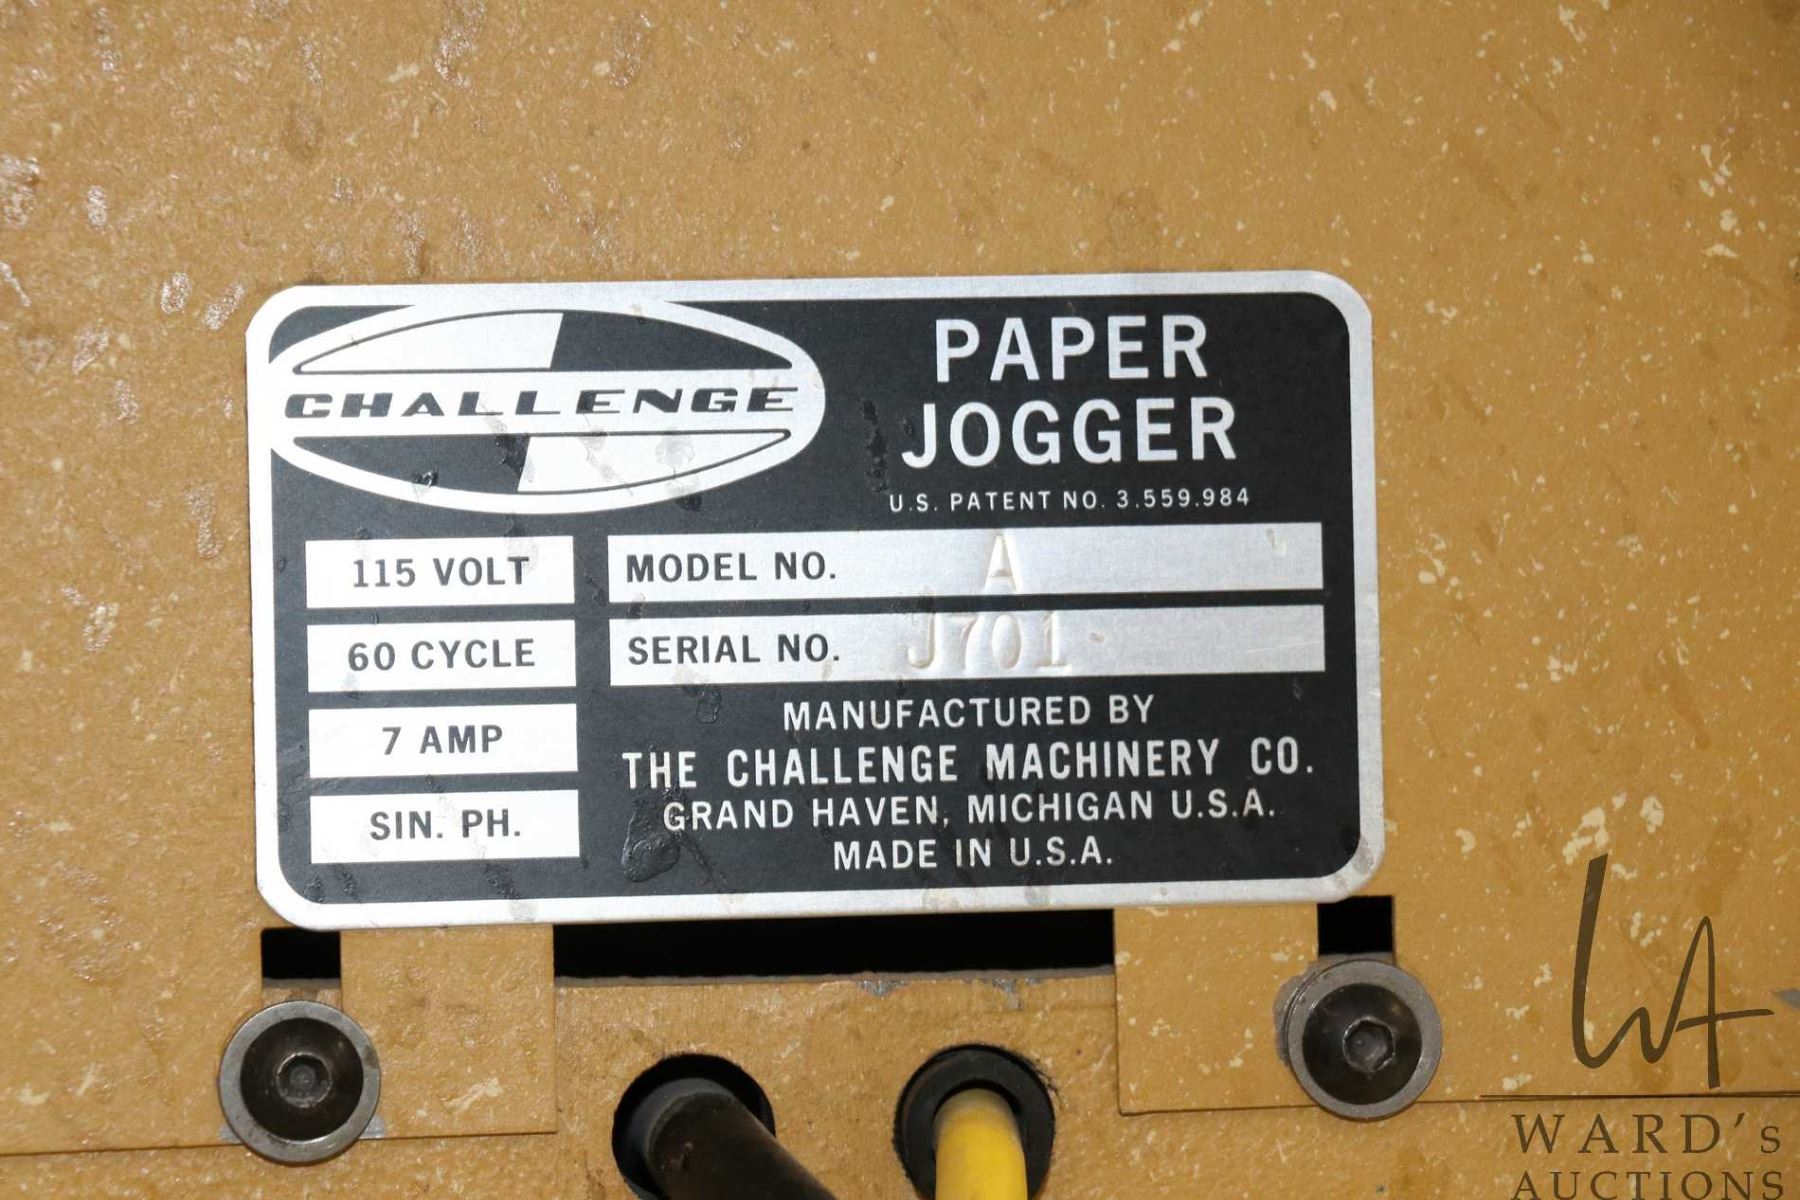 CHALLENGE
PAPER
JOGGER
U.S. PATENT NO. 3.559.984
115 VOLT
60 CYCLE
7 AMP
SIN. PH.
MODEL NO. A
SERIAL NO. J701
MANUFACTURED BY
THE CHALLENGE MACHINERY CO.
GRAND HAVEN, MICHIGAN U.S.A.
MADE IN U.S.A.
WA
WARD's
AUCTIONS